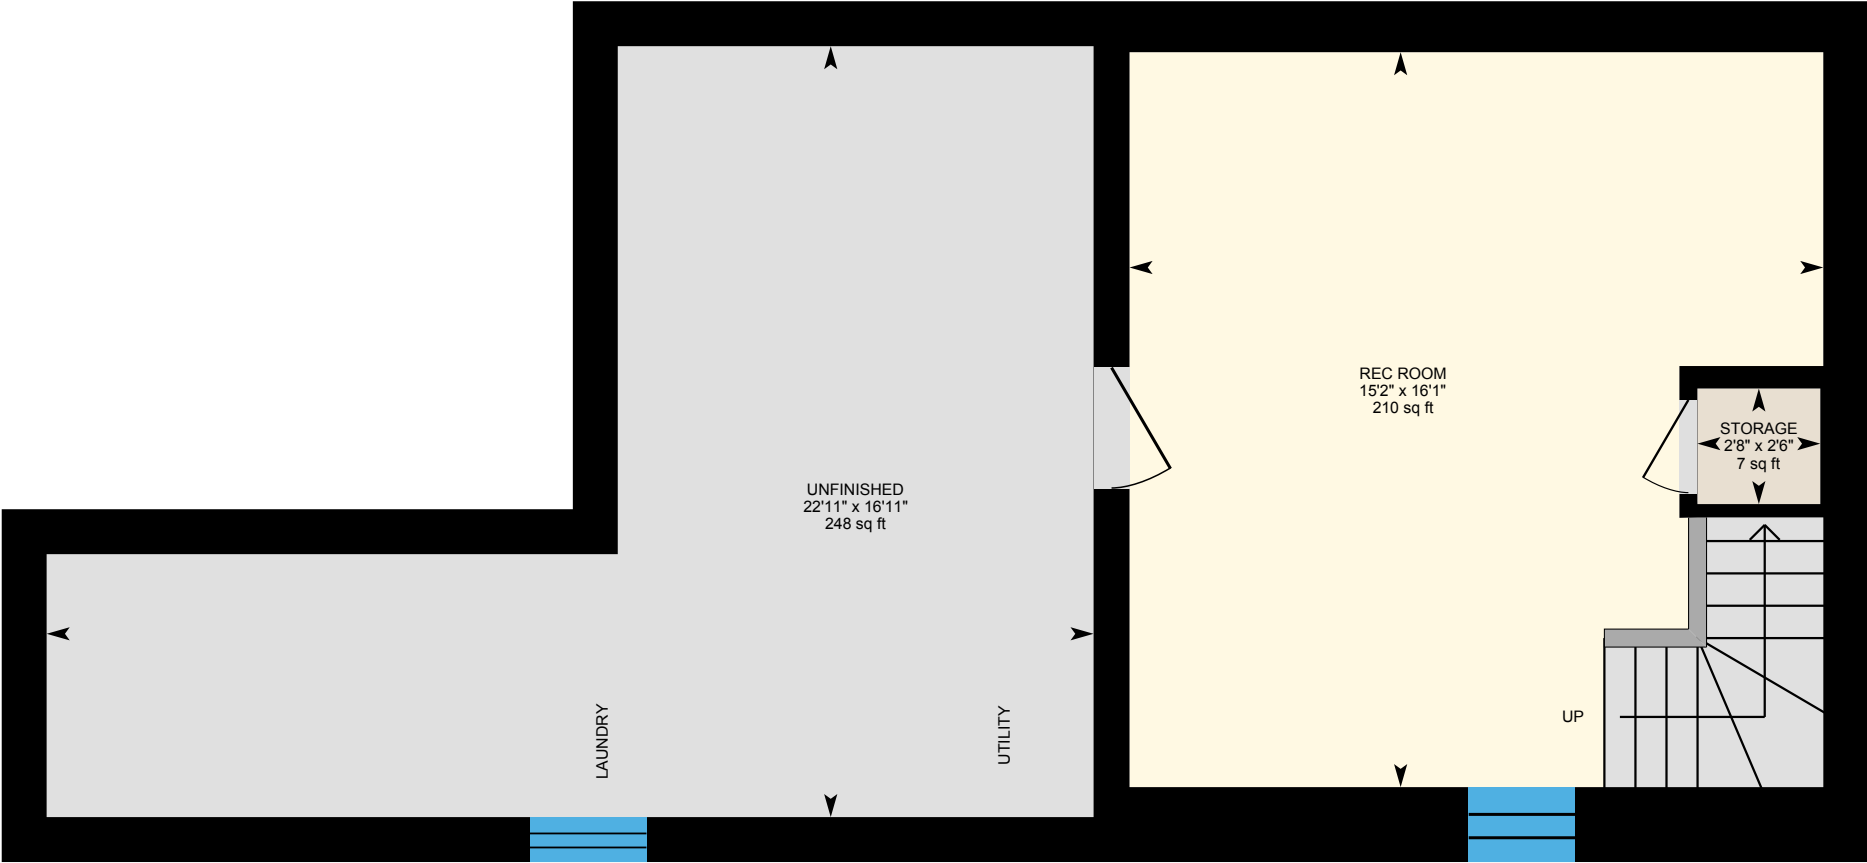 REC ROOM
15'2" x 16'1"
210 sq ft
STORAGE
2'8" x 2'6"
7 sq ft
UNFINISHED
22'11" x 16'11"
248 sq ft
LAUNDRY
UTILITY
UP